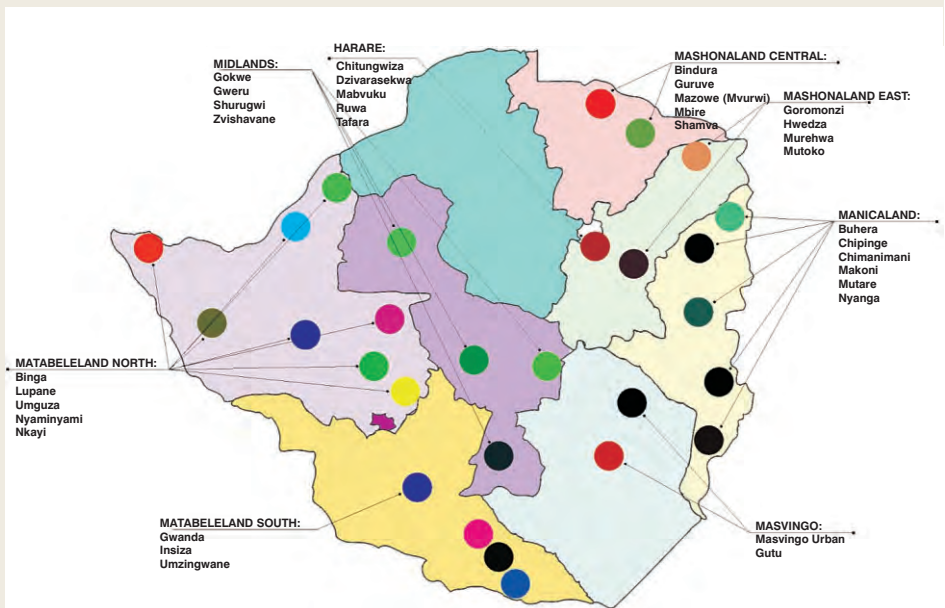 MIDLANDS:
Gokwe
Gweru
Shurugwi
Zvishavane
HARARE:
Chitungwiza
Dzivarasekwa
Mabvuku
Ruwa
Tafara
MASHONALAND CENTRAL:
Bindura
Guruve
Mazowe (Mvurwi)
Mbire
Shamva
MASHONALAND EAST:
Goromonzi
Hwedza
Murehwa
Mutoko
MANICALAND:
Buhera
Chipinge
Chimanimani
Makoni
Mutare
Nyanga
MATABELELAND NORTH:
Binga
Lupane
Umguza
Nyaminyami
Nkayi
MATABELELAND SOUTH:
Gwanda
Insiza
Umzingwane
MASVINGO:
Masvingo Urban
Gutu